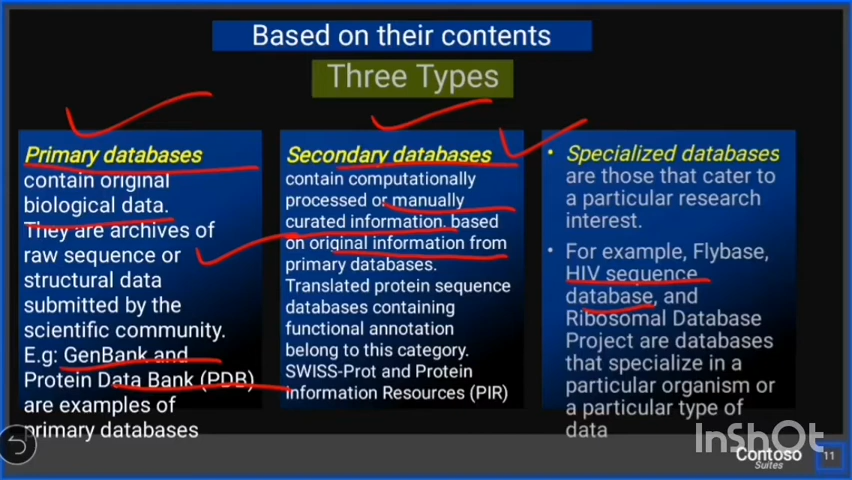 Based on their contents
Three Types
Primary databases
contain original
biological data.
They are archives of
raw sequence or
structural data
submitted by the
scientific community.
E.g: GenBank and
Protein Data Bank (PDB)
are examples of
primary databases
Secondary databases
contain computationally
processed or manually
curated information, based
on original information from
primary databases.
Translated protein sequence
databases containing
functional annotation
belong to this category.
SWISS-Prot and Protein
Information Resources (PIR)
• Specialized databases
are those that cater to
a particular research
interest.
• For example, Flybase,
HIV sequence
database, and
Ribosomal Database
Project are databases
that specialize in a
particular organism or
a particular type of
data
InShOt
Contoso
Suites
11